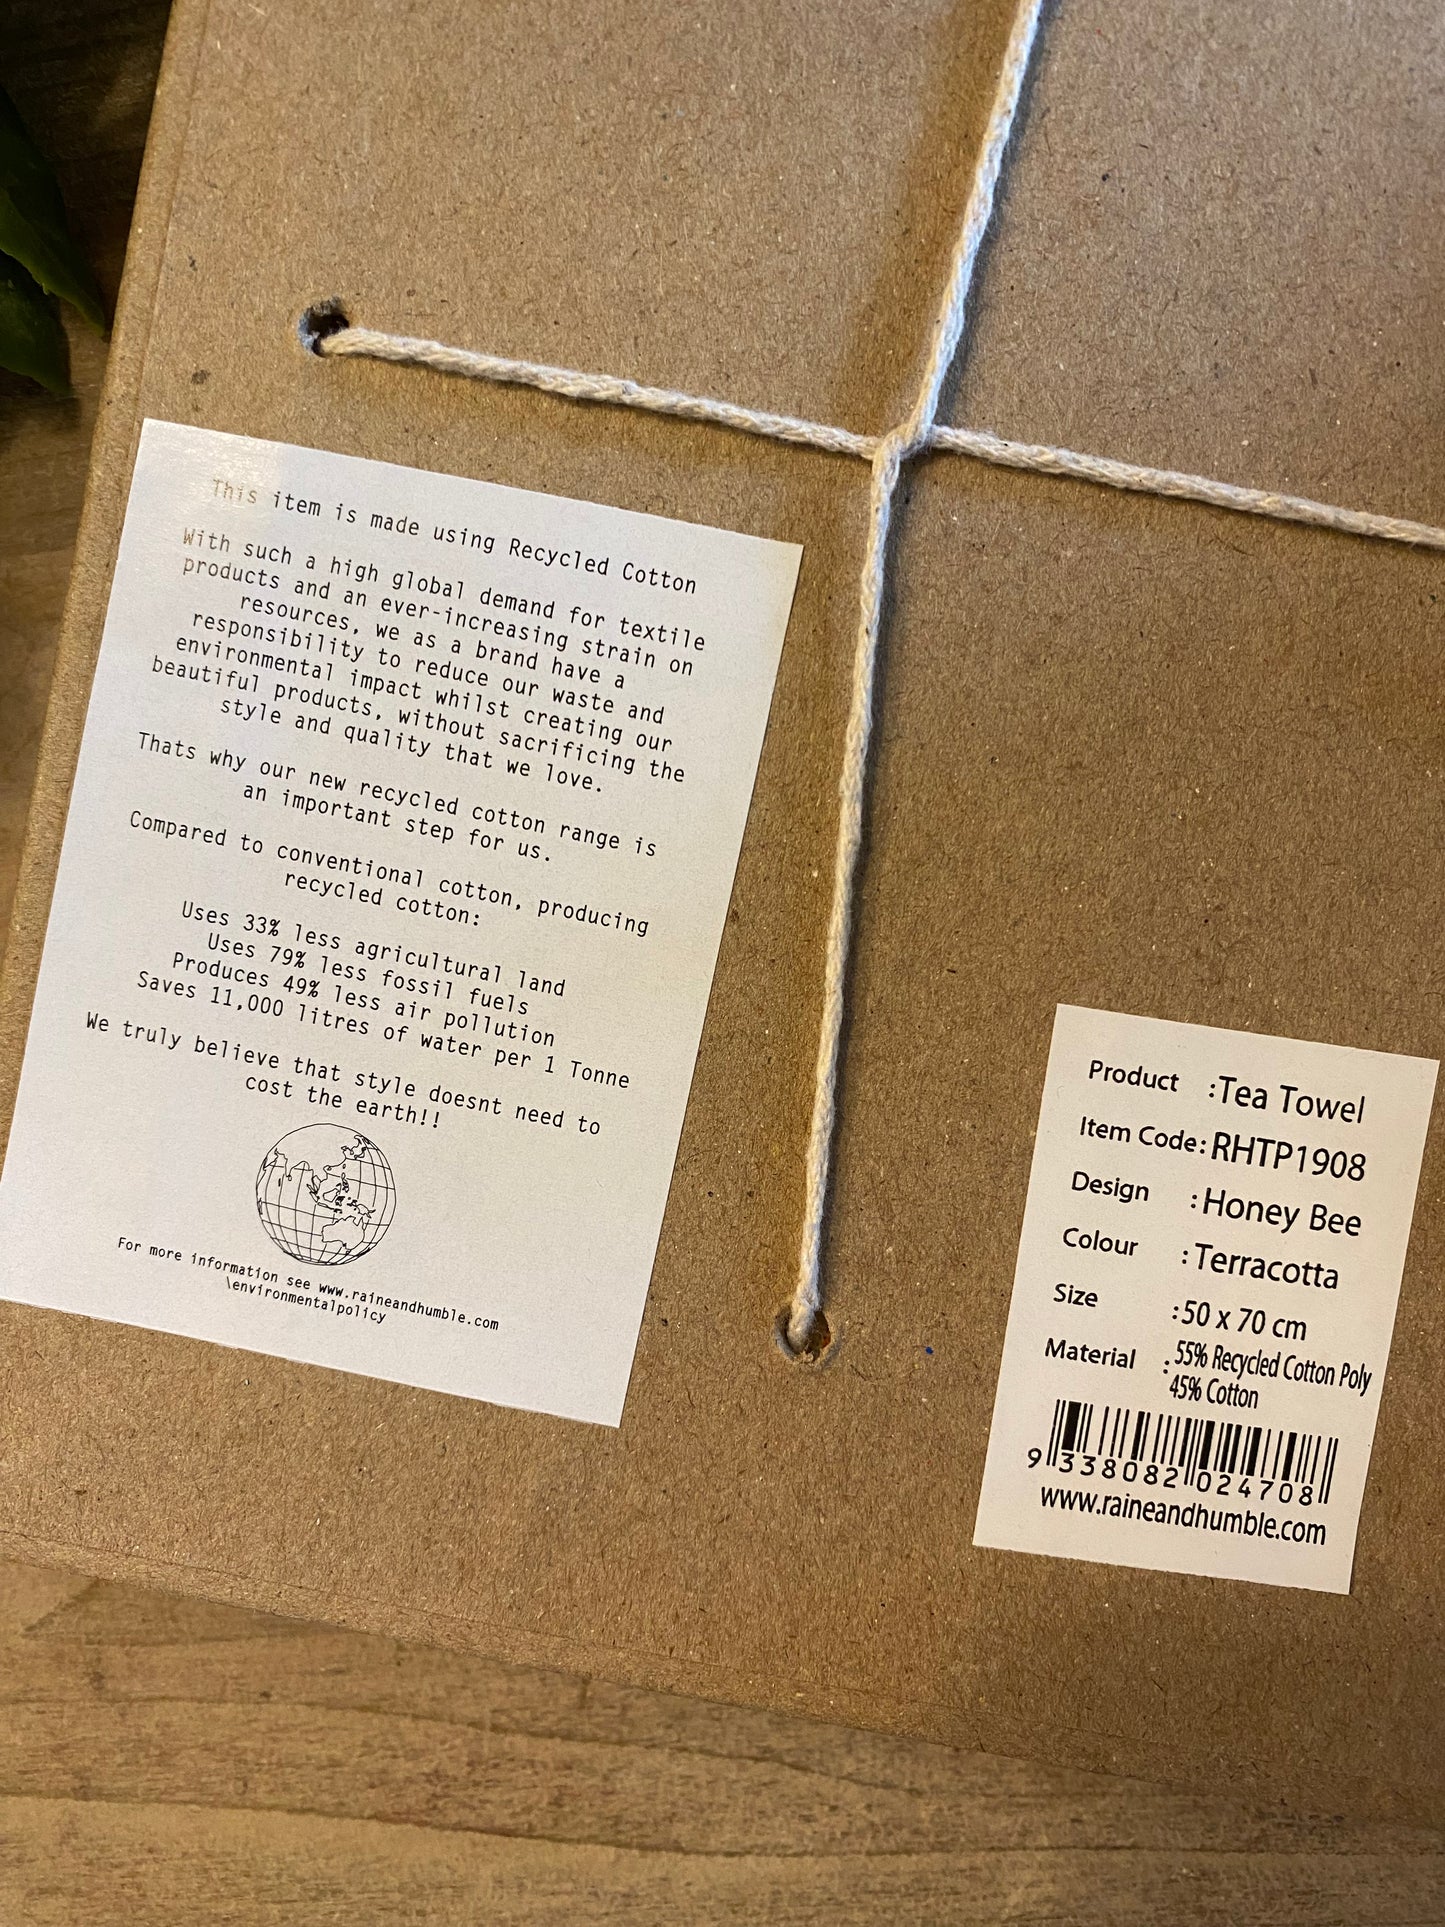 This item is made using Recycled Cotton
With such a high global demand for textile
products and an ever-increasing strain on
resources, we as a brand have a
responsibility to reduce our waste and
environmental impact whilst creating our
beautiful products, without sacrificing the
style and quality that we love.
Thats why our new recycled cotton range is
an important step for us.
Compared to conventional cotton, producing
recycled cotton:
Uses 33% less agricultural land
Uses 79% less fossil fuels
Produces 49% less air pollution
Saves 11,000 litres of water per 1 Tonne
We truly believe that style doesnt need to
cost the earth!!
For more information see www.raineandhumble.com
\environmentalpolicy
Product :Tea Towel
Item Code: RHTP1908
Design :Honey Bee
Colour :Terracotta
Size :50 x 70 cm
Material : 55% Recycled Cotton Poly
45% Cotton
9 338082 024708
www.raineandhumble.com